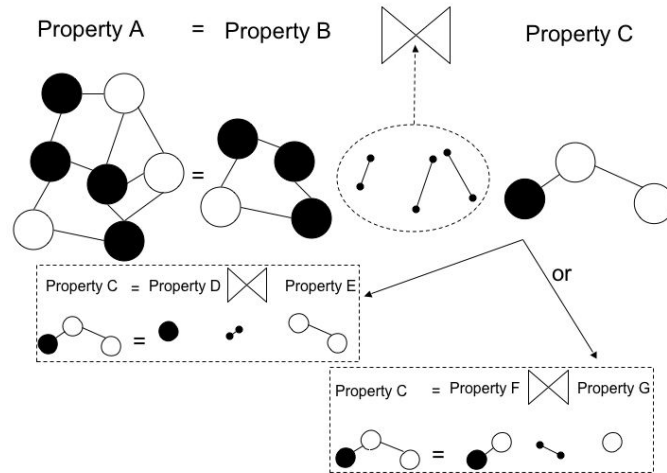 Property A = Property B Property C
=
or
Property C = Property D Property E
=
Property C = Property F Property G
=